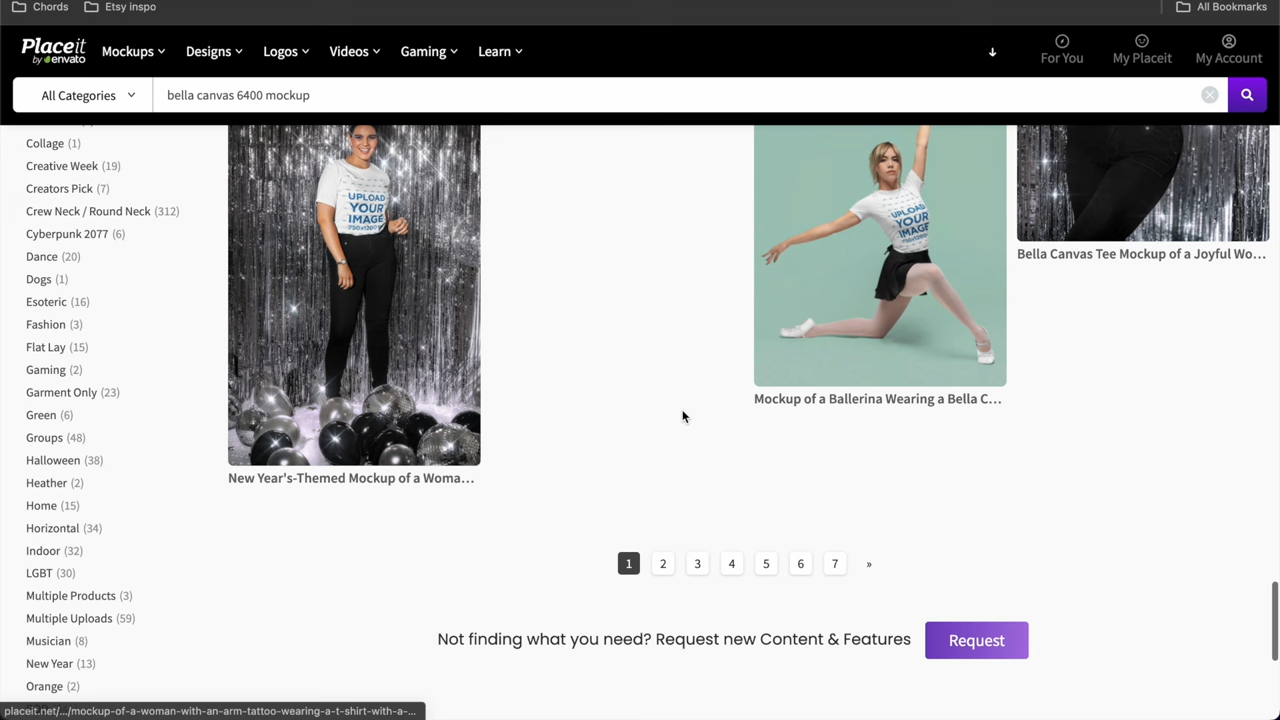 Chords
Etsy inspo
All Bookmarks
Placeit
by envato
Mockups
Designs
Logos
Videos
Gaming
Learn
For You
My Placeit
My Account
All Categories
bella canvas 6400 mockup
Collage (1)
Creative Week (19)
Creators Pick (7)
Crew Neck / Round Neck (312)
Cyberpunk 2077 (6)
Dance (20)
Dogs (1)
Esoteric (16)
Fashion (3)
Flat Lay (15)
Gaming (2)
Garment Only (23)
Green (6)
Groups (48)
Halloween (38)
Heather (2)
Home (15)
Horizontal (34)
Indoor (32)
LGBT (30)
Multiple Products (3)
Multiple Uploads (59)
Musician (8)
New Year (13)
Orange (2)
UPLOAD
YOUR
IMAGE
750x1200
New Year's-Themed Mockup of a Woma...
UPLOAD
YOUR
IMAGE
Mockup of a Ballerina Wearing a Bella C...
Bella Canvas Tee Mockup of a Joyful Wo...
1 2 3 4 5 6 7 »
Not finding what you need? Request new Content & Features
Request
placeit.net/.../mockup-of-a-woman-with-an-arm-tattoo-wearing-a-t-shirt-with-a-...